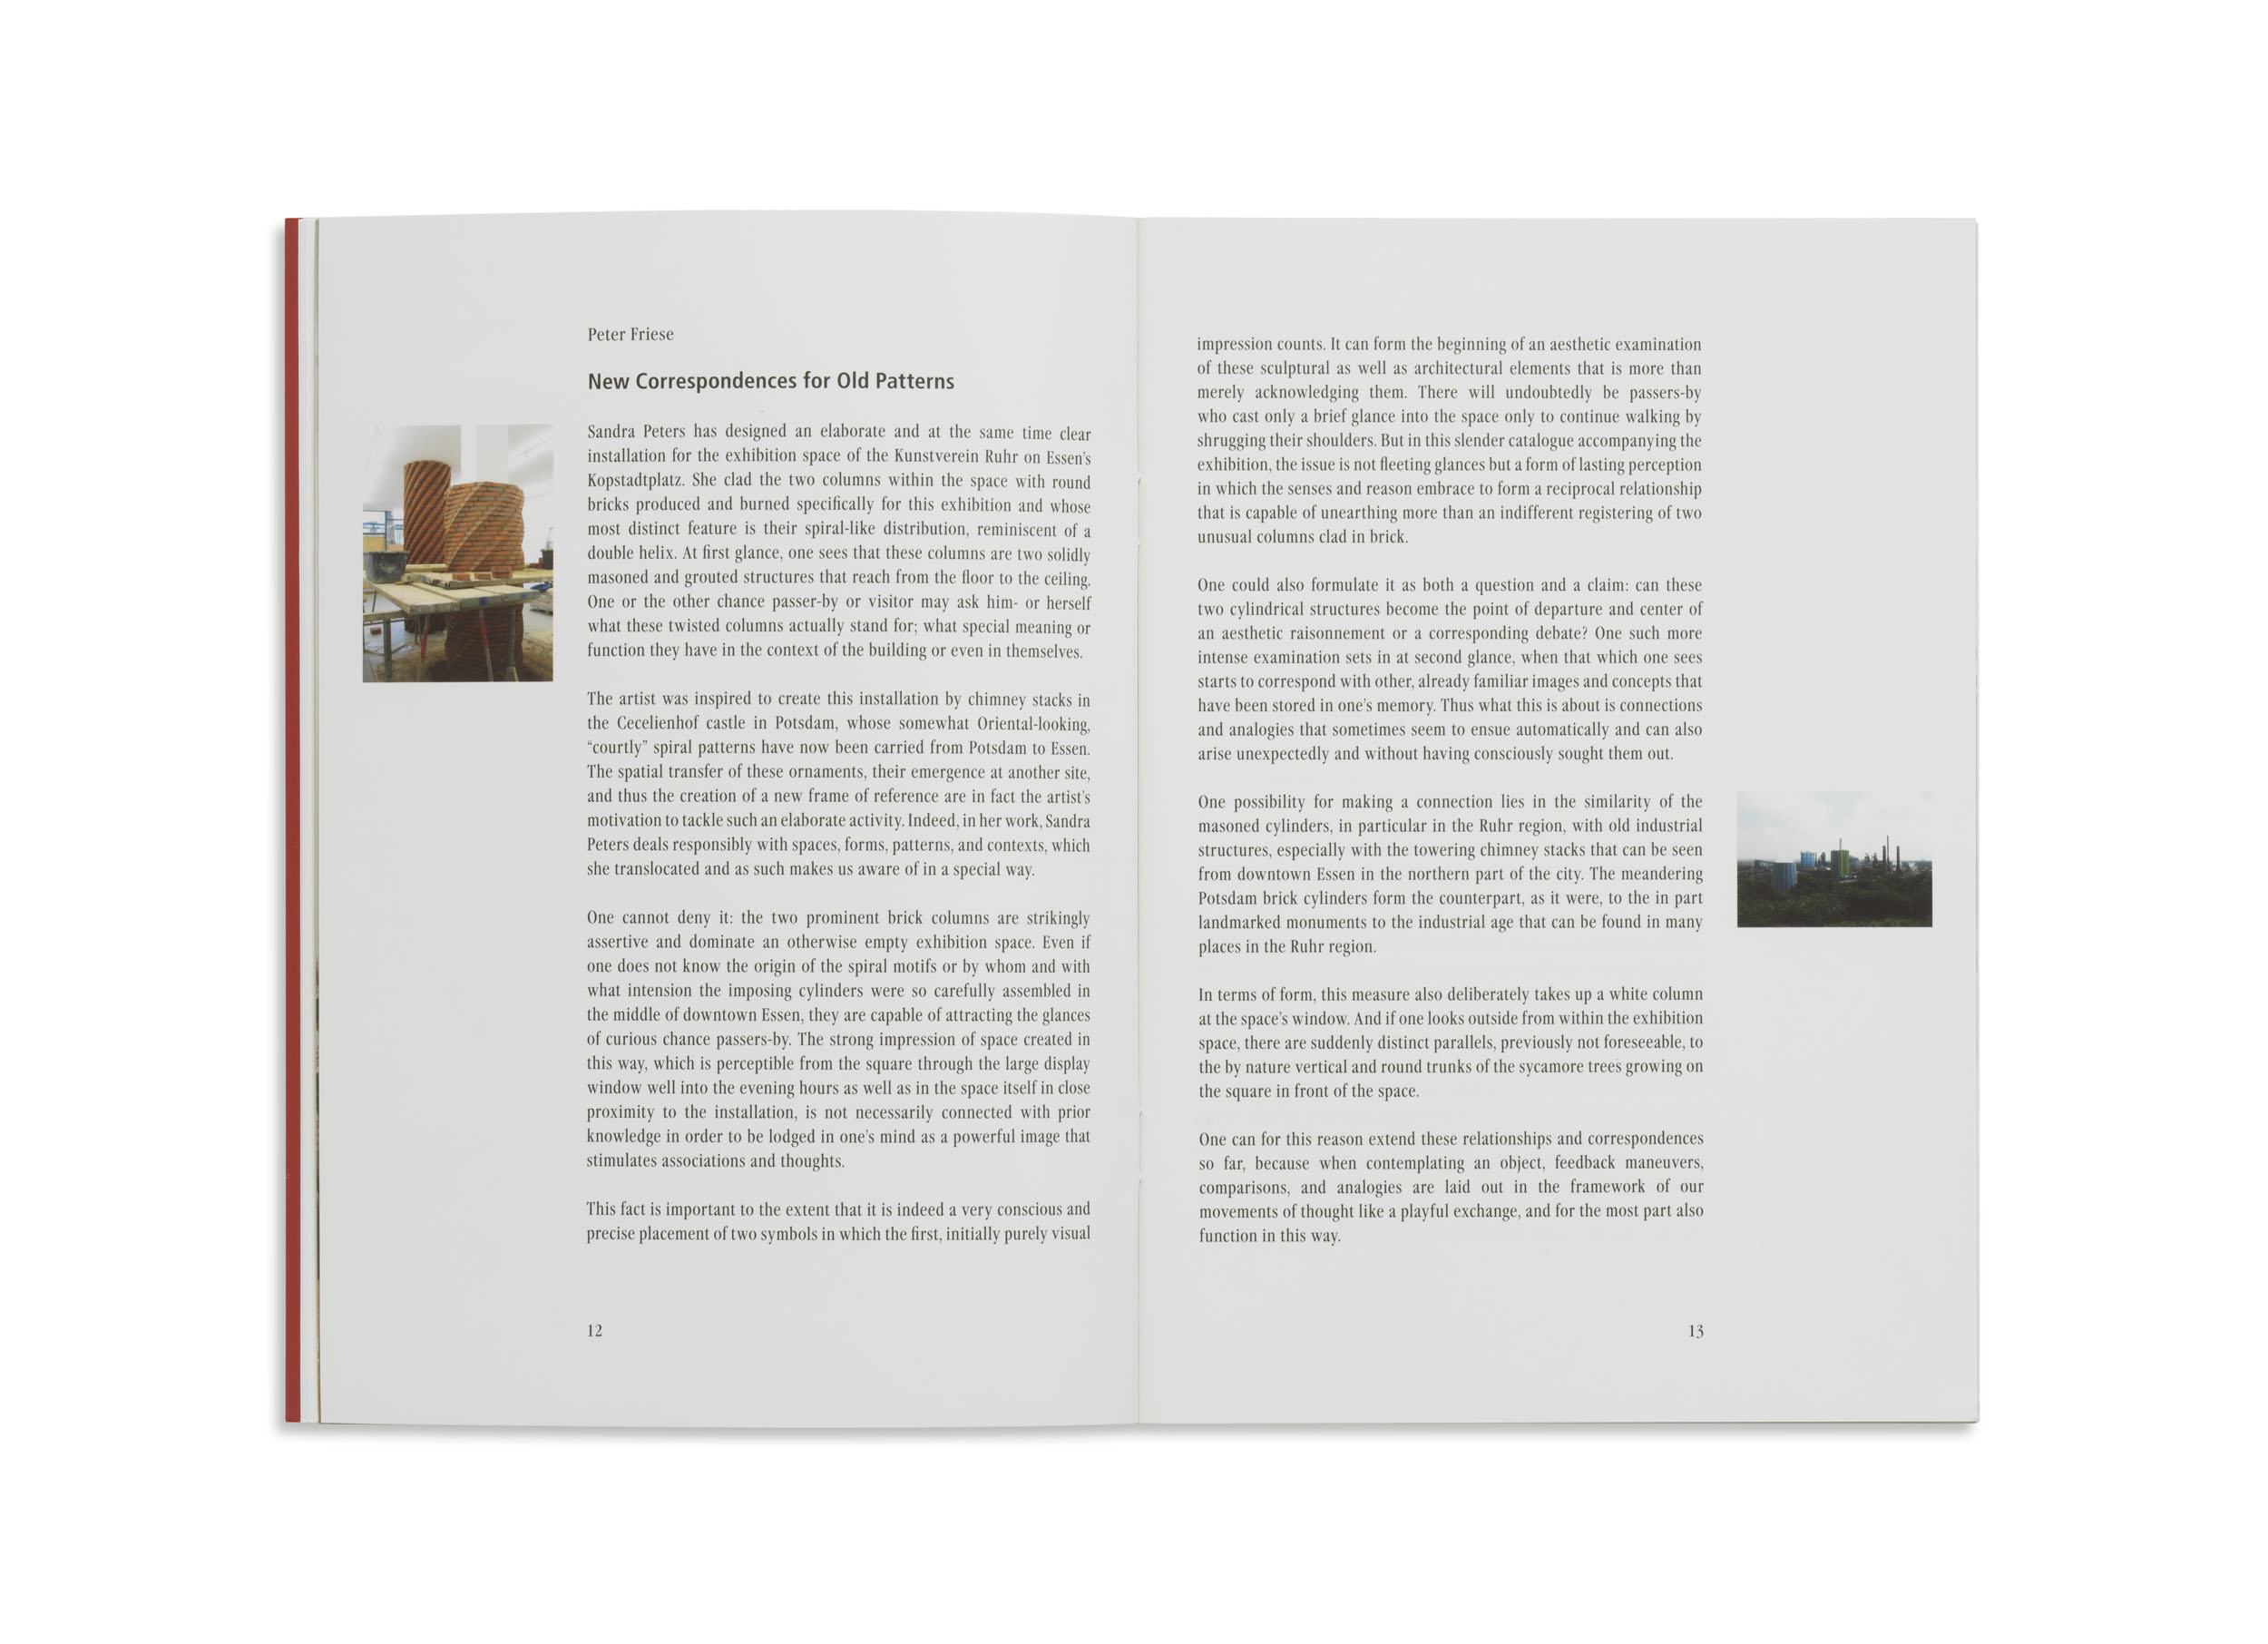 Peter Friese
New Correspondences for Old Patterns
Sandra Peters has designed an elaborate and at the same time clear
installation for the exhibition space of the Kunstverein Ruhr on Essen's
Kopstadtplatz. She clad the two columns within the space with round
bricks produced and burned specifically for this exhibition and whose
most distinct feature is their spiral-like distribution, reminiscent of a
double helix. At first glance, one sees that these columns are two solidly
masoned and grouted structures that reach from the floor to the ceiling.
One or the other chance passer-by or visitor may ask him- or herself
what these twisted columns actually stand for; what special meaning or
function they have in the context of the building or even in themselves.
The artist was inspired to create this installation by chimney stacks in
the Cecelienhof castle in Potsdam, whose somewhat Oriental-looking,
“courtly” spiral patterns have now been carried from Potsdam to Essen.
The spatial transfer of these ornaments, their emergence at another site,
and thus the creation of a new frame of reference are in fact the artist's
motivation to tackle such an elaborate activity. Indeed, in her work, Sandra
Peters deals responsibly with spaces, forms, patterns, and contexts, which
she translocated and as such makes us aware of in a special way.
One cannot deny it: the two prominent brick columns are strikingly
assertive and dominate an otherwise empty exhibition space. Even if
one does not know the origin of the spiral motifs or by whom and with
what intension the imposing cylinders were so carefully assembled in
the middle of downtown Essen, they are capable of attracting the glances
of curious chance passers-by. The strong impression of space created in
this way, which is perceptible from the square through the large display
window well into the evening hours as well as in the space itself in close
proximity to the installation, is not necessarily connected with prior
knowledge in order to be lodged in one's mind as a powerful image that
stimulates associations and thoughts.
This fact is important to the extent that it is indeed a very conscious and
precise placement of two symbols in which the first, initially purely visual
12
impression counts. It can form the beginning of an aesthetic examination
of these sculptural as well as architectural elements that is more than
merely acknowledging them. There will undoubtedly be passers-by
who cast only a brief glance into the space only to continue walking by
shrugging their shoulders. But in this slender catalogue accompanying the
exhibition, the issue is not fleeting glances but a form of lasting perception
in which the senses and reason embrace to form a reciprocal relationship
that is capable of unearthing more than an indifferent registering of two
unusual columns clad in brick.
One could also formulate it as both a question and a claim: can these
two cylindrical structures become the point of departure and center of
an aesthetic raisonnement or a corresponding debate? One such more
intense examination sets in at second glance, when that which one sees
starts to correspond with other, already familiar images and concepts that
have been stored in one's memory. Thus what this is about is connections
and analogies that sometimes seem to ensue automatically and can also
arise unexpectedly and without having consciously sought them out.
One possibility for making a connection lies in the similarity of the
masoned cylinders, in particular in the Ruhr region, with old industrial
structures, especially with the towering chimney stacks that can be seen
from downtown Essen in the northern part of the city. The meandering
Potsdam brick cylinders form the counterpart, as it were, to the in part
landmarked monuments to the industrial age that can be found in many
places in the Ruhr region.
In terms of form, this measure also deliberately takes up a white column
at the space's window. And if one looks outside from within the exhibition
space, there are suddenly distinct parallels, previously not foreseeable, to
the by nature vertical and round trunks of the sycamore trees growing on
the square in front of the space.
One can for this reason extend these relationships and correspondences
so far, because when contemplating an object, feedback maneuvers,
comparisons, and analogies are laid out in the framework of our
movements of thought like a playful exchange, and for the most part also
function in this way.
13